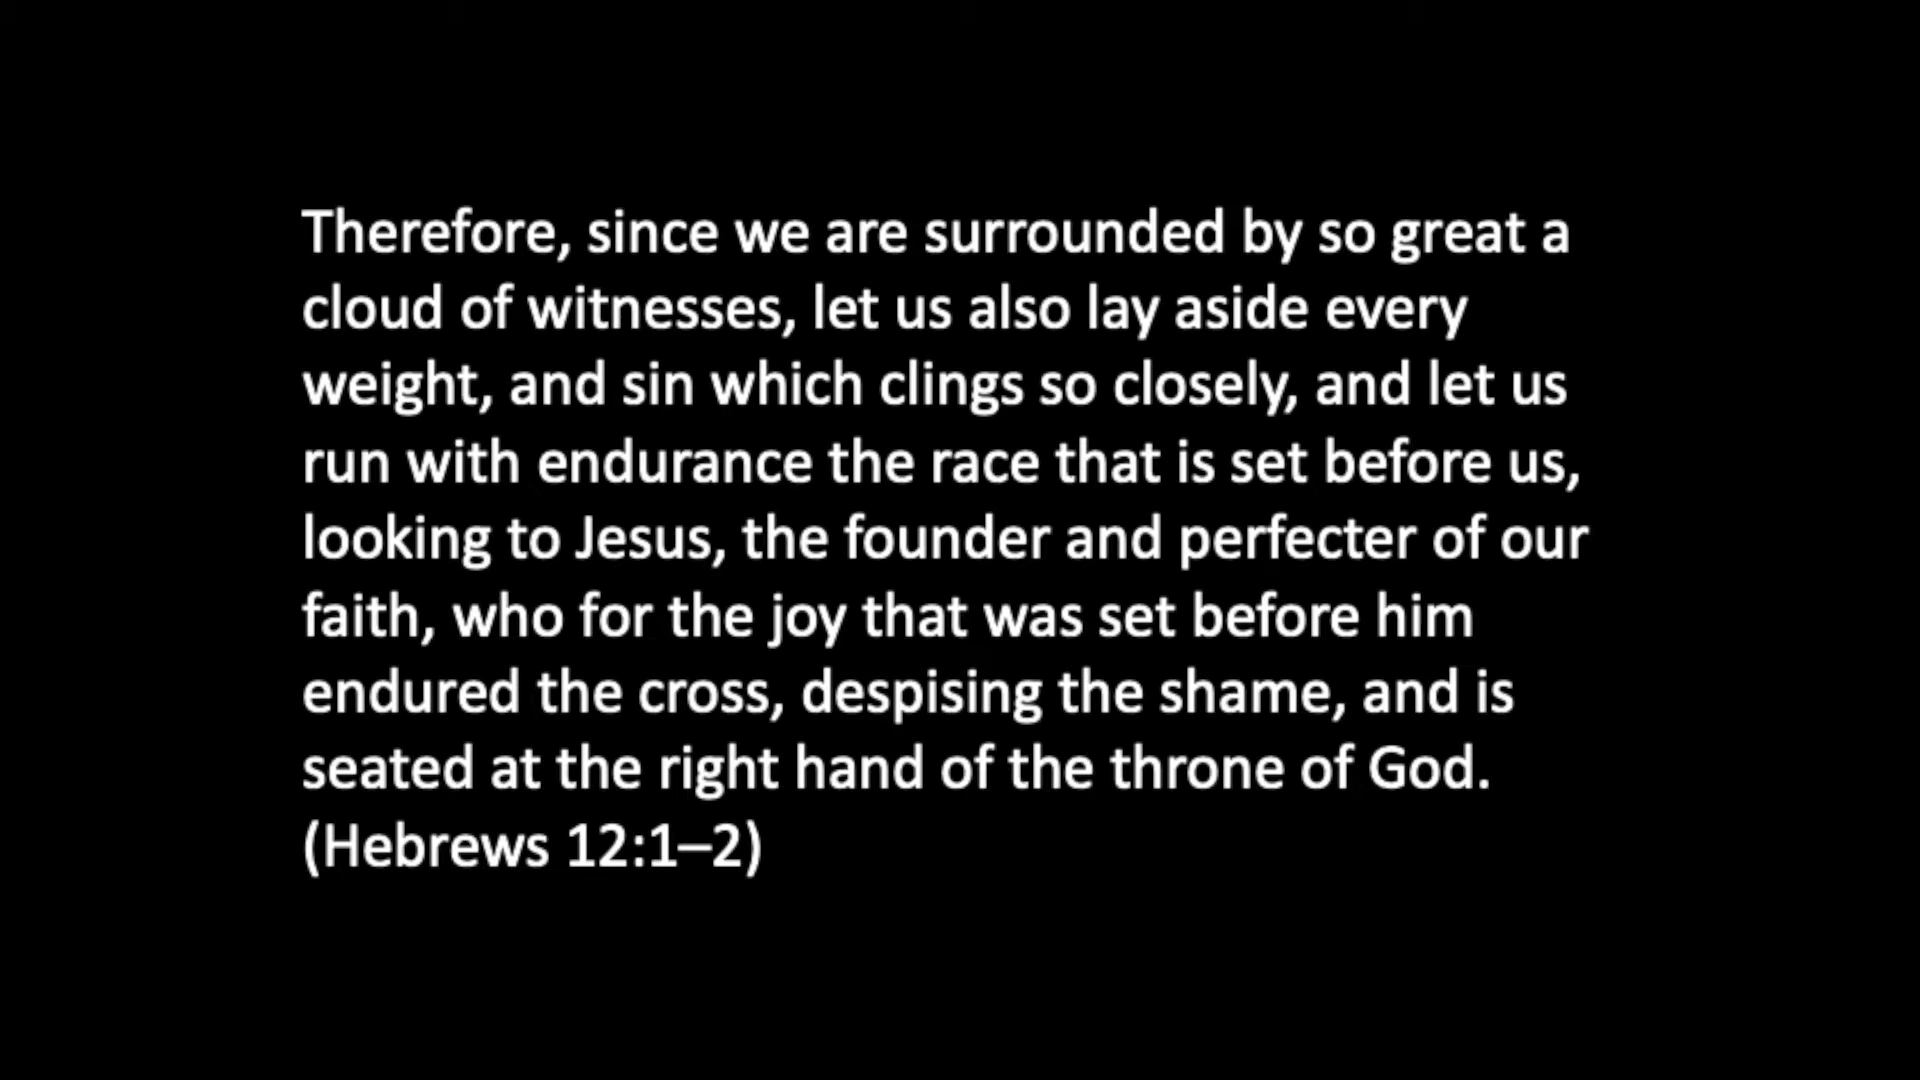 Therefore, since we are surrounded by so great a
cloud of witnesses, let us also lay aside every
weight, and sin which clings so closely, and let us
run with endurance the race that is set before us,
looking to Jesus, the founder and perfecter of our
faith, who for the joy that was set before him
endured the cross, despising the shame, and is
seated at the right hand of the throne of God.
(Hebrews 12:1–2)